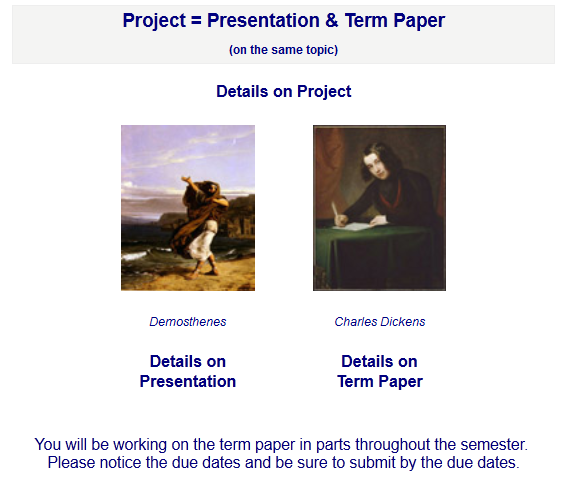 Project = Presentation & Term Paper
(on the same topic)
Details on Project
Demosthenes
Charles Dickens
Details on
Presentation
Details on
Term Paper
You will be working on the term paper in parts throughout the semester.
Please notice the due dates and be sure to submit by the due dates.